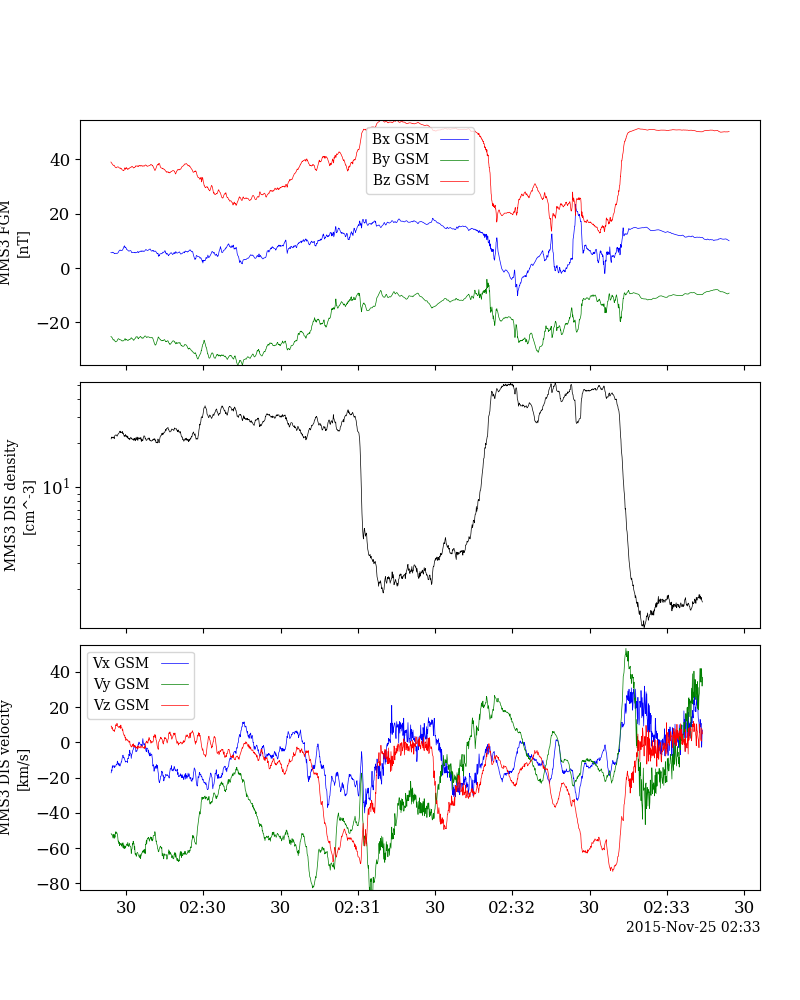 Bx GSM
By GSM
Bz GSM
40
20
0
−20
MMS3 FGM
[nT]
10^1
MMS3 DIS density
[cm^-3]
Vx GSM
Vy GSM
Vz GSM
40
20
0
−20
−40
−60
−80
MMS3 DIS velocity
[km/s]
30 02:30 30 02:31 30 02:32 30 02:33 30
2015-Nov-25 02:33